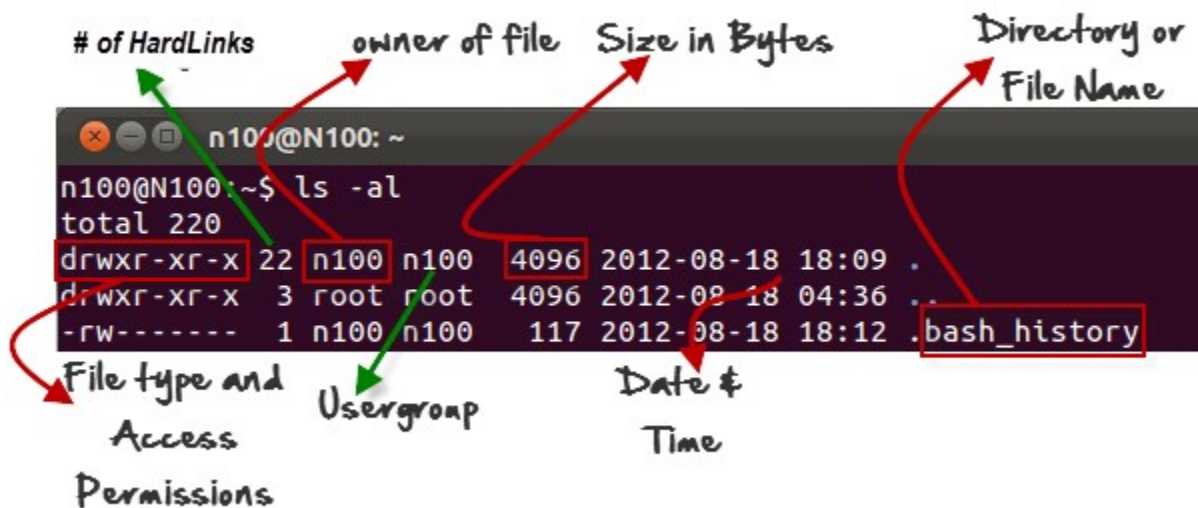 # of HardLinks
owner of file
Size in Bytes
Directory or
File Name
n100@N100: ~
n100@N100:~$ ls -al
total 220
drwxr-xr-x 22 n100 n100 4096 2012-08-18 18:09 .
drwxr-xr-x 3 root root 4096 2012-08-18 04:36 ..
-rw------- 1 n100 n100 117 2012-08-18 18:12 .bash_history
File type and
Access
Permissions
Usergroup
Date &
Time